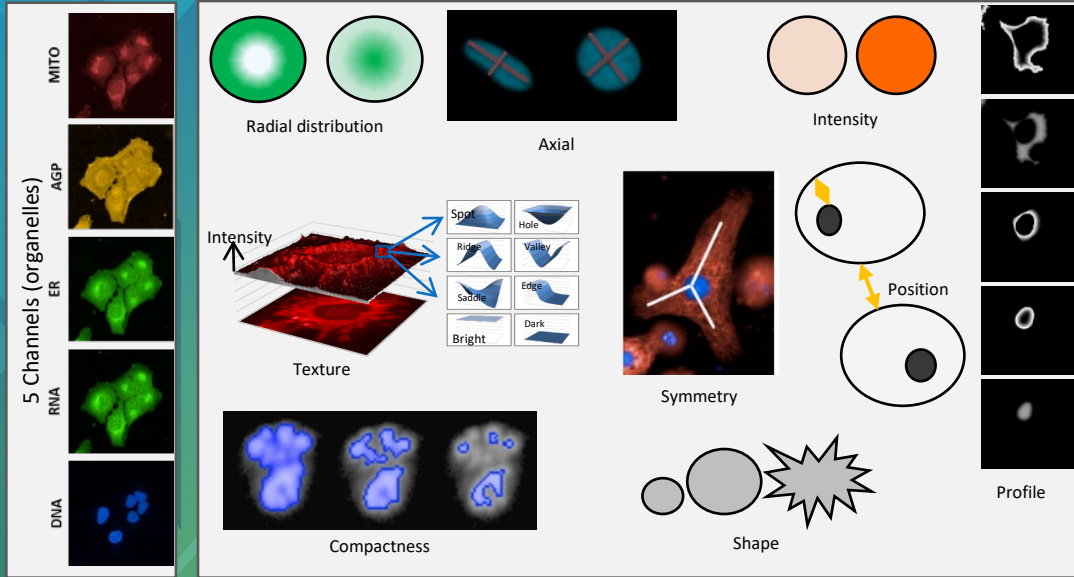 5 Channels (organelles)
MITO
AGP
ER
RNA
DNA
Radial distribution
Axial
Intensity
Intensity
Spot
Hole
Ridge
Valley
Saddle
Edge
Bright
Dark
Texture
Symmetry
Position
Compactness
Shape
Profile